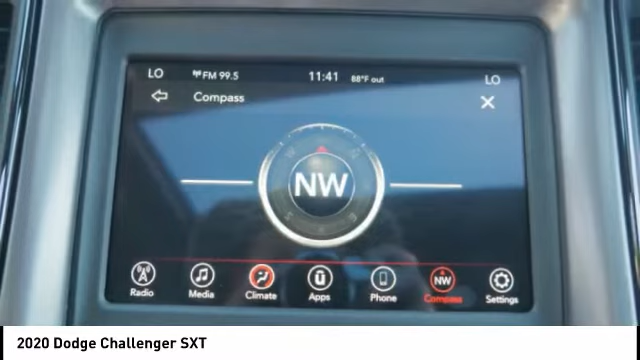 LO FM 99.5 11:41 88°F out LO
Compass
NW
Radio Media Climate Apps Phone NW Compass Settings
2020 Dodge Challenger SXT